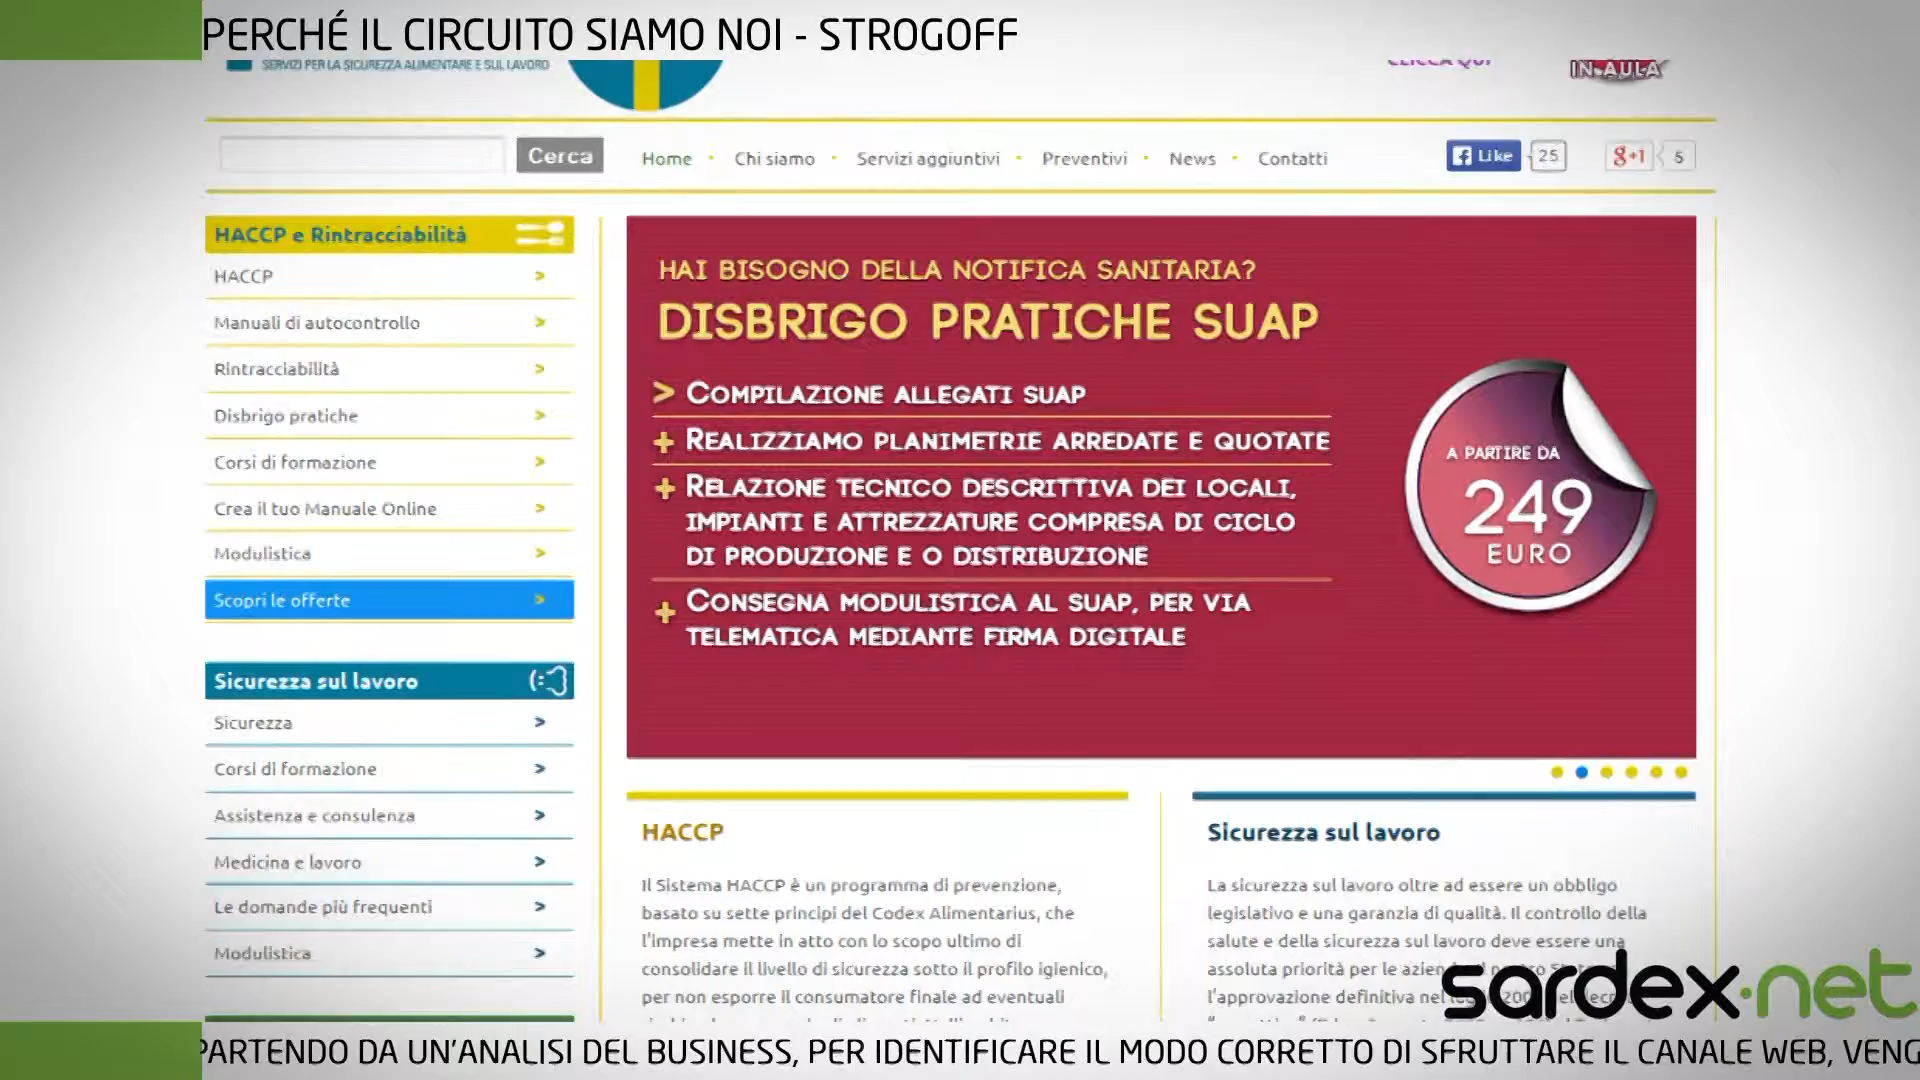 PERCHÉ IL CIRCUITO SIAMO NOI - STROGOFF
SERVIZI PER LA SICUREZZA ALIMENTARE E SUL LAVORO
CLICCA QUI
IN AULA
Cerca
Home • Chi siamo • Servizi aggiuntivi • Preventivi • News • Contatti
Like 25
g+1 5
HACCP e Rintracciabilità
HACCP >
Manuali di autocontrollo >
Rintracciabilità >
Disbrigo pratiche >
Corsi di formazione >
Crea il tuo Manuale Online >
Modulistica >
Scopri le offerte >
Sicurezza sul lavoro
Sicurezza >
Corsi di formazione >
Assistenza e consulenza >
Medicina e lavoro >
Le domande più frequenti >
Modulistica >
HAI BISOGNO DELLA NOTIFICA SANITARIA?
DISBRIGO PRATICHE SUAP
> COMPILAZIONE ALLEGATI SUAP
+ REALIZZIAMO PLANIMETRIE ARREDATE E QUOTATE
+ RELAZIONE TECNICO DESCRITTIVA DEI LOCALI,
IMPIANTI E ATTREZZATURE COMPRESA DI CICLO
DI PRODUZIONE E O DISTRIBUZIONE
+ CONSEGNA MODULISTICA AL SUAP, PER VIA
TELEMATICA MEDIANTE FIRMA DIGITALE
A PARTIRE DA
249
EURO
HACCP
Il Sistema HACCP è un programma di prevenzione,
basato su sette principi del Codex Alimentarius, che
l'impresa mette in atto con lo scopo ultimo di
consolidare il livello di sicurezza sotto il profilo igienico,
per non esporre il consumatore finale ad eventuali
Sicurezza sul lavoro
La sicurezza sul lavoro oltre ad essere un obbligo
legislativo e una garanzia di qualità. Il controllo della
salute e della sicurezza sul lavoro deve essere una
assoluta priorità per le
l'approvazione definitiva nel
sardex.net
PARTENDO DA UN'ANALISI DEL BUSINESS, PER IDENTIFICARE IL MODO CORRETTO DI SFRUTTARE IL CANALE WEB, VENG